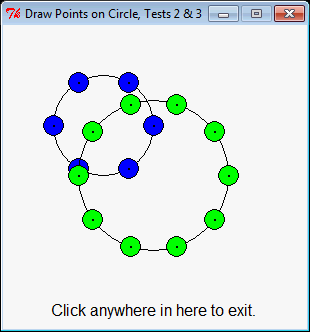 Draw Points on Circle, Tests 2 & 3
Click anywhere in here to exit.